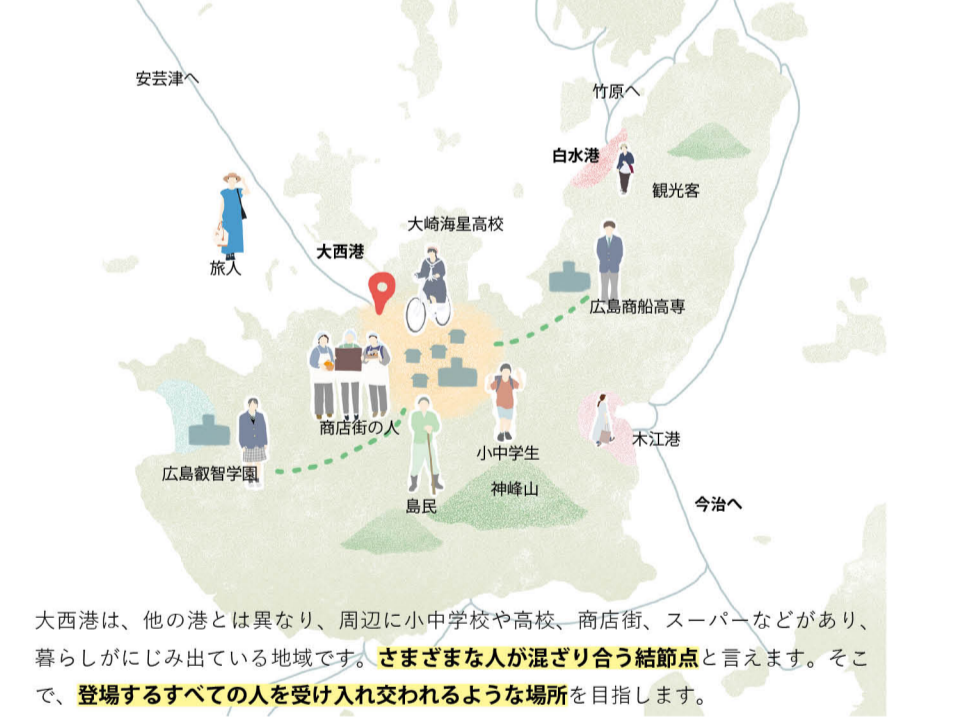 安芸津へ
竹原へ
白水港
観光客
大崎海星高校
大西港
旅人
広島商船高専
商店街の人
木江港
小中学生
広島叡智学園
神峰山
島民
今治へ
大西港は、他の港とは異なり、周辺に小中学校や高校、商店街、スーパーなどがあり、
暮らしがにじみ出ている地域です。さまざまな人が混ざり合う結節点と言えます。そこ
で、登場するすべての人を受け入れ交われるような場所を目指します。